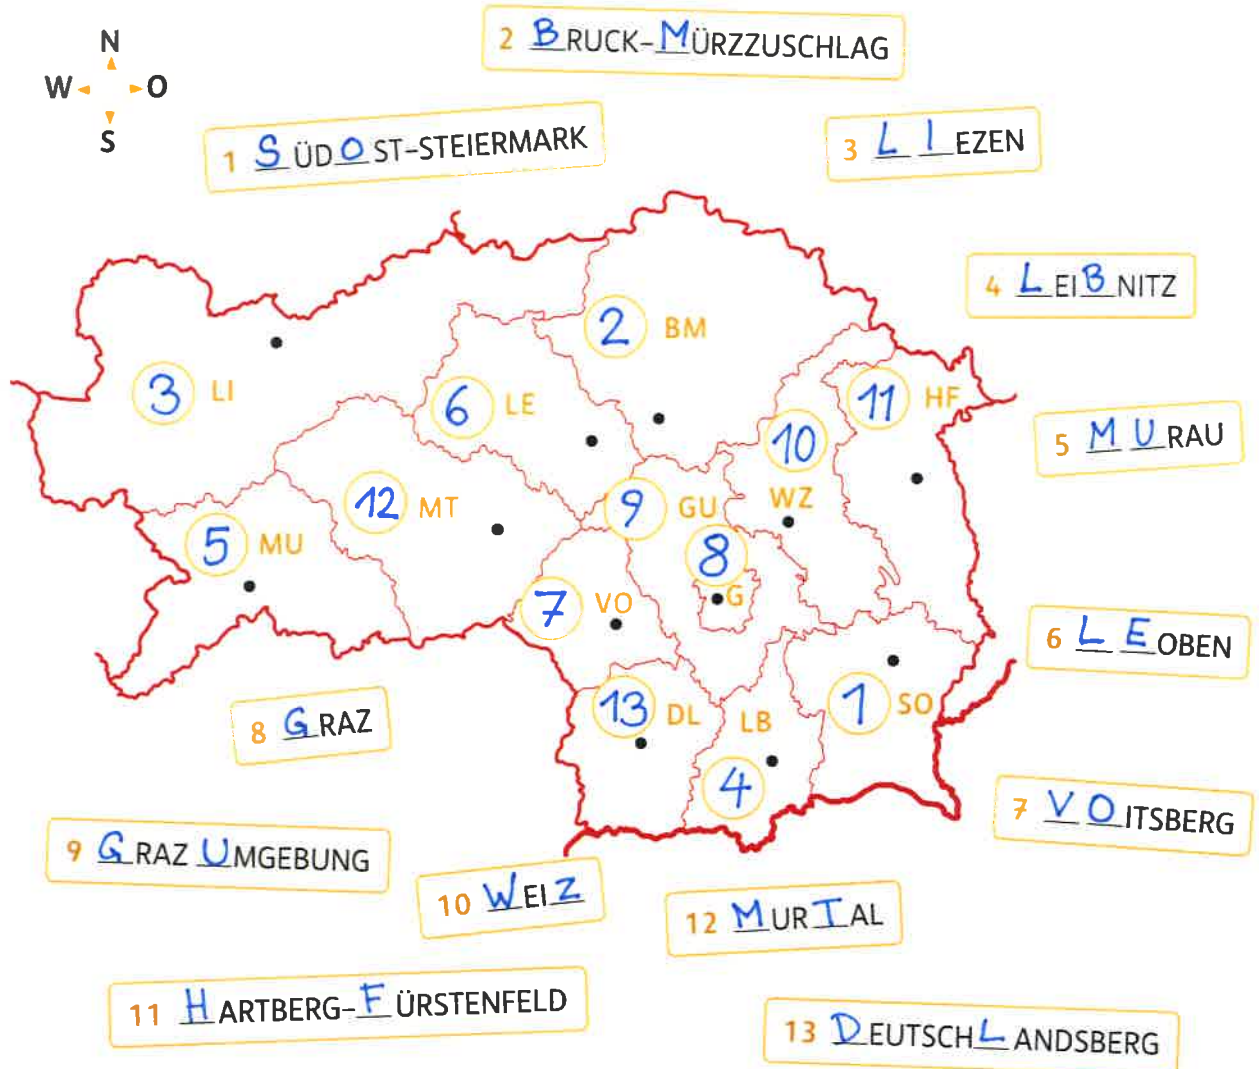 N
W O
S
2 BRUCK-MÜRZZUSCHLAG
1 SÜDOST-STEIERMARK
3 LIEZEN
4 LEIBNITZ
2 BM
3 LI
6 LE
11 HF
5 MURAU
10 WZ
12 MT
9 GU
5 MU
8 G
7 VO
6 LEOBEN
13 DL
LB 4
1 SO
8 GRAZ
7 VOITSBERG
9 GRAZ UMGEBUNG
10 WEIZ
12 MURTAL
11 HARTBERG-FÜRSTENFELD
13 DEUTSCHLANDSBERG